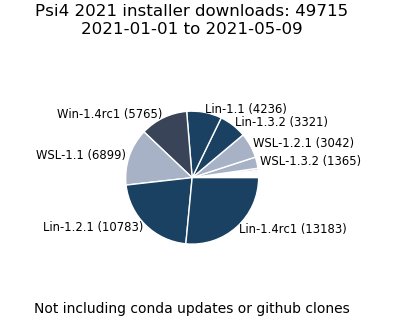 Psi4 2021 installer downloads: 49715
2021-01-01 to 2021-05-09
Lin-1.1 (4236)
Win-1.4rc1 (5765)
Lin-1.3.2 (3321)
WSL-1.2.1 (3042)
WSL-1.1 (6899)
WSL-1.3.2 (1365)
Lin-1.2.1 (10783)
Lin-1.4rc1 (13183)
Not including conda updates or github clones